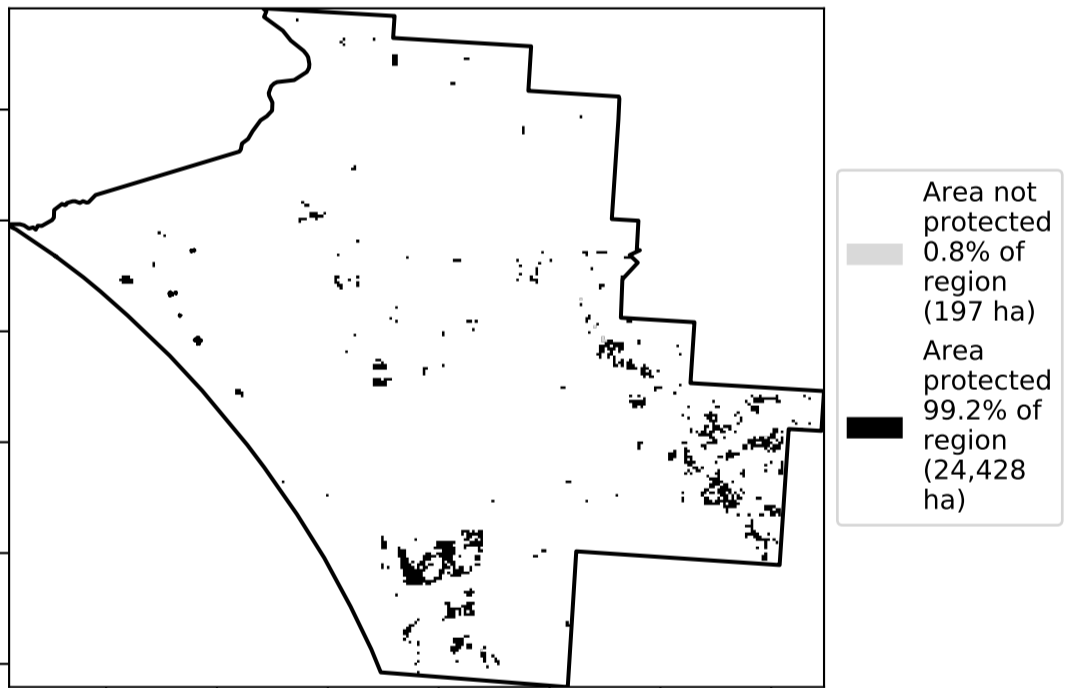 Area not
protected
0.8% of
region
(197 ha)
Area
protected
99.2% of
region
(24,428
ha)